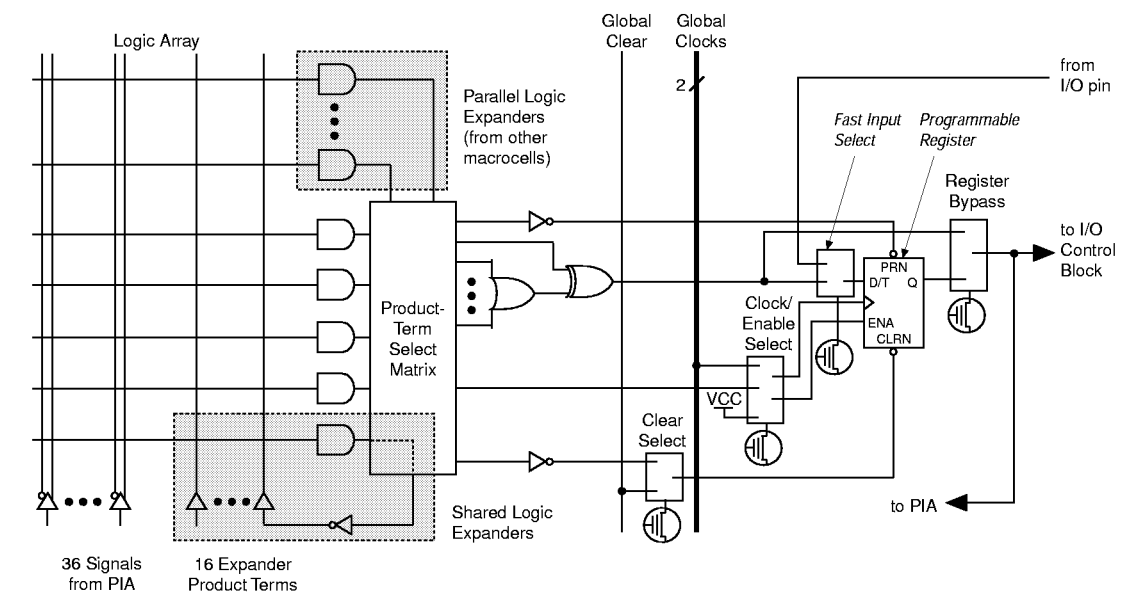 Logic Array
Global
Clear
Global
Clocks
2
from
I/O pin
Parallel Logic
Expanders
(from other
macrocells)
Fast Input
Select
Programmable
Register
Register
Bypass
to I/O
Control
Block
PRN
D/T Q
ENA
CLRN
Product-
Term
Select
Matrix
Clock/
Enable
Select
VCC
Clear
Select
to PIA
Shared Logic
Expanders
36 Signals
from PIA
16 Expander
Product Terms